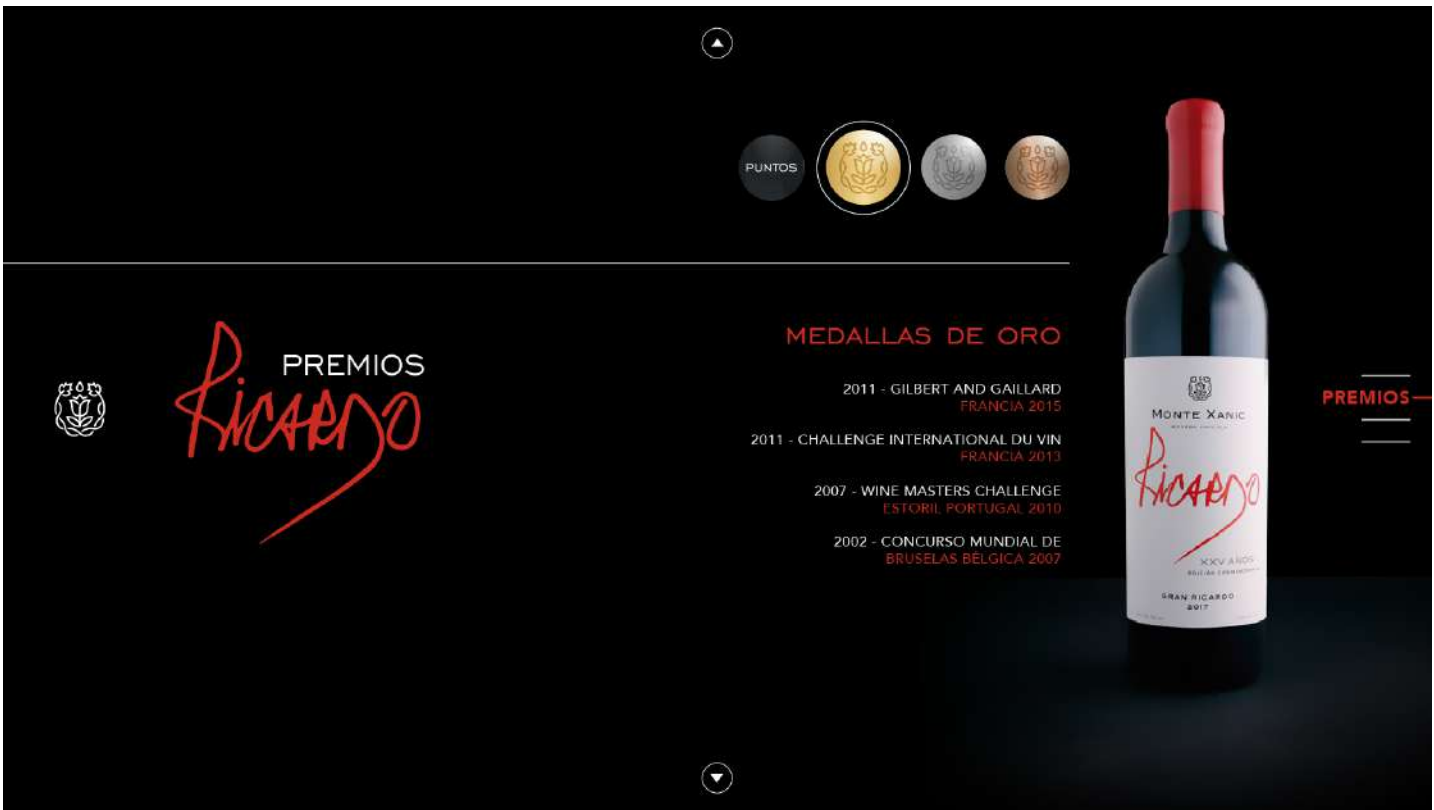 PUNTOS
PREMIOS
RICARDO
MEDALLAS DE ORO
2011 - GILBERT AND GAILLARD
FRANCIA 2015
2011 - CHALLENGE INTERNATIONAL DU VIN
FRANCIA 2013
2007 - WINE MASTERS CHALLENGE
ESTORIL PORTUGAL 2010
2002 - CONCURSO MUNDIAL DE
BRUSELAS BÉLGICA 2007
MONTE XANIC
RICARDO
XXV AÑOS
GRAN RICARDO
2017
PREMIOS